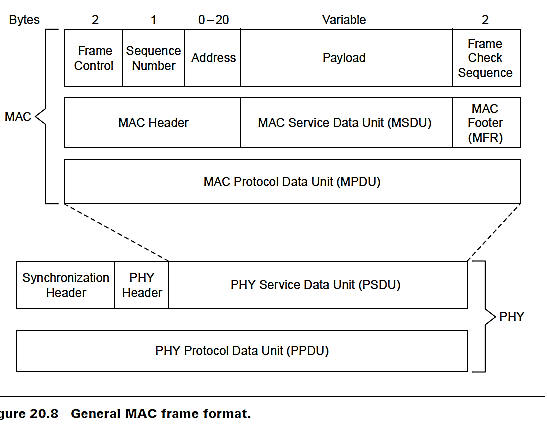 Bytes 2 1 0–20 Variable 2
Frame Control
Sequence Number
Address
Payload
Frame Check Sequence
MAC
MAC Header
MAC Service Data Unit (MSDU)
MAC Footer (MFR)
MAC Protocol Data Unit (MPDU)
Synchronization Header
PHY Header
PHY Service Data Unit (PSDU)
PHY
PHY Protocol Data Unit (PPDU)
gure 20.8 General MAC frame format.